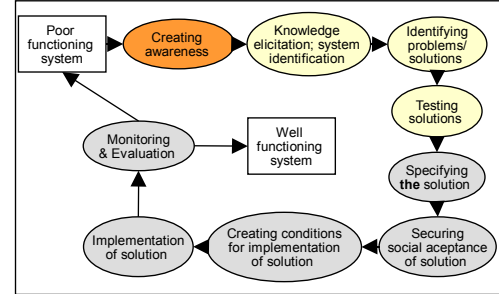 Poor
functioning
system
Creating
awareness
Knowledge
elicitation; system
identification
Identifying
problems/
solutions
Testing
solutions
Monitoring
& Evaluation
Well
functioning
system
Specifying
the solution
Implementation
of solution
Creating conditions
for implementation
of solution
Securing
social aceptance
of solution